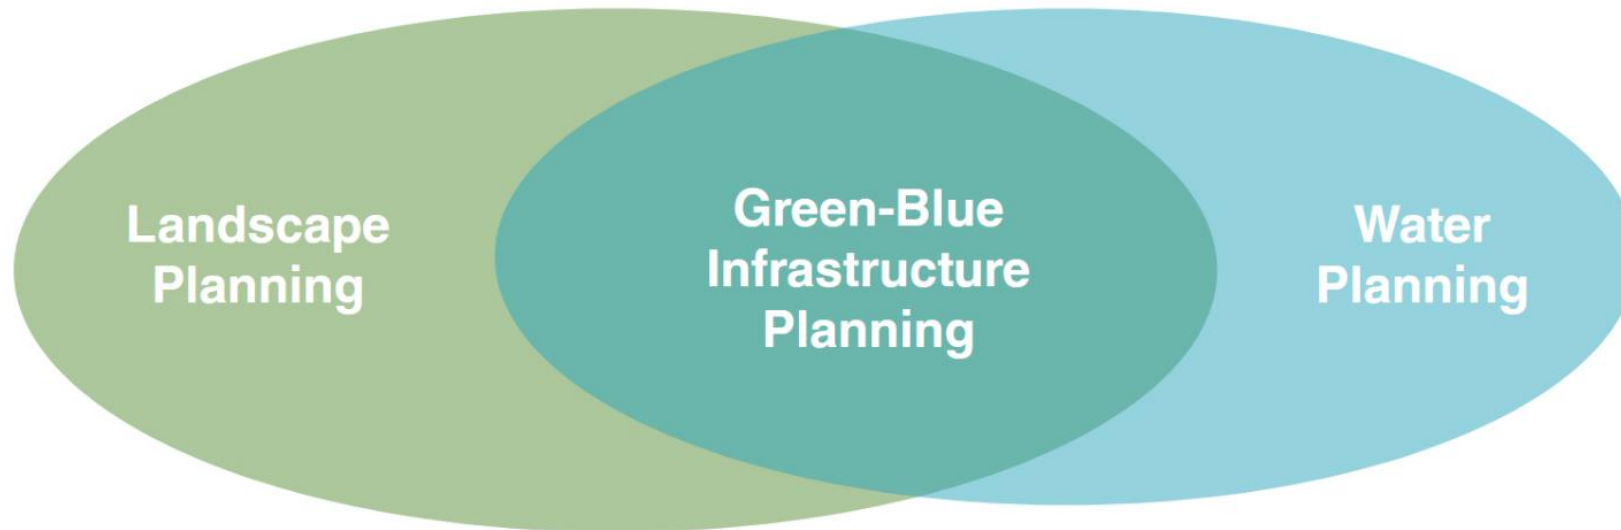 Landscape
Planning
Green-Blue
Infrastructure
Planning
Water
Planning